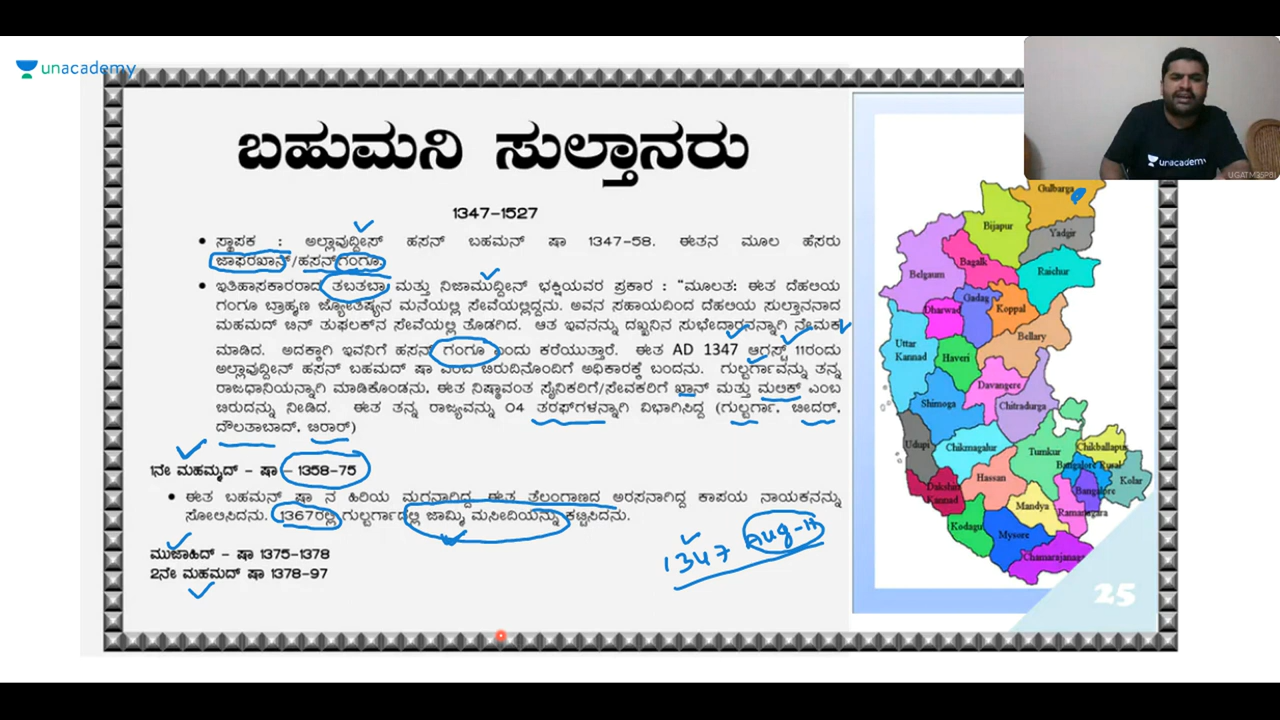 unacademy
ಬಹುಮನಿ ಸುಲ್ತಾನರು
1347-1527
• ಸ್ಥಾಪಕ : ಅಲ್ಲಾವುದ್ದೀಸ್ ಹಸನ್ ಬಹಮನ್ ಷಾ 1347-58. ಈತನ ಮೂಲ ಹೆಸರು
ಜಾಫರಖಾನ್/ಹಸನ್‌ಗಂಗೂ.
• ಇತಿಹಾಸಕಾರರಾದ ತಬತಬಾ ಮತ್ತು ನಿಜಾಮುದ್ದೀನ್ ಭಕ್ಷಿಯವರ ಪ್ರಕಾರ : "ಮೂಲತ: ಈತ ದೆಹಲಿಯ
ಗಂಗೂ ಬ್ರಾಹ್ಮಣ ಜ್ಯೋತಿಷ್ಯನ ಮನೆಯಲ್ಲಿ ಸೇವೆಯಲ್ಲಿದ್ದನು. ಅವನ ಸಹಾಯದಿಂದ ದೆಹಲಿಯ ಸುಲ್ತಾನನಾದ
ಮಹಮದ್ ಬಿನ್ ತುಘಲಕ್‌ನ ಸೇವೆಯಲ್ಲಿ ತೊಡಗಿದ. ಆತ ಇವನನ್ನು ದಖ್ಖನಿನ ಸುಭೇದಾರನನ್ನಾಗಿ ನೇಮಕ
ಮಾಡಿದ. ಅದಕ್ಕಾಗಿ ಇವನಿಗೆ ಹಸನ್ ಗಂಗೂ ಎಂದು ಕರೆಯುತ್ತಾರೆ. ಈತ AD 1347 ಆಗಸ್ಟ್ 11ರಂದು
ಅಲ್ಲಾವುದ್ದೀನ್ ಹಸನ್ ಬಹಮನ್ ಷಾ ಎಂಬ ಬಿರುದಿನೊಂದಿಗೆ ಅಧಿಕಾರಕ್ಕೆ ಬಂದನು. ಗುಲ್ಬರ್ಗಾವನ್ನು ತನ್ನ
ರಾಜಧಾನಿಯನ್ನಾಗಿ ಮಾಡಿಕೊಂಡನು, ಈತ ನಿಷ್ಠಾವಂತ ಸೈನಿಕರಿಗೆ/ಸೇವಕರಿಗೆ ಖಾನ್ ಮತ್ತು ಮಲಿಕ್ ಎಂಬ
ಬಿರುದನ್ನು ನೀಡಿದ. ಈತ ತನ್ನ ರಾಜ್ಯವನ್ನು 04 ತರಫ್‌ಗಳನ್ನಾಗಿ ವಿಭಾಗಿಸಿದ್ದ (ಗುಲ್ಬರ್ಗಾ, ಬೀದರ್,
ದೌಲತಾಬಾದ್, ಬಿರಾರ್)
1ನೇ ಮಹಮ್ಮದ್ - ಷಾ - 1358-75
• ಈತ ಬಹಮನ್ ಷಾ ನ ಹಿರಿಯ ಮಗನಾಗಿದ್ದ ಈತ ತೆಲಂಗಾಣದ ಅರಸನಾಗಿದ್ದ ಕಾಪಯ ನಾಯಕನನ್ನು
ಸೋಲಿಸಿದನು. 1367ರಲ್ಲಿ ಗುಲ್ಬರ್ಗಾದಲ್ಲಿ ಜಾಮ್ಮಿ ಮಸೀದಿಯನ್ನು ಕಟ್ಟಿಸಿದನು.
ಮುಜಾಹಿದ್ - ಷಾ 1375-1378
2ನೇ ಮಹಮದ್ ಷಾ 1378-97
1347 Aug-11
Gulbarga
Bijapur
Yadgir
Bagalk
Raichur
Belgaum
Gadag
Koppal
Dharwad
Bellary
Uttar
Kannad
Haveri
Davangere
Shimoga
Chitradurga
Udupi
Chikmagalur
Tumkur
Chikballapur
Bangalore Rural
Kolar
Hassan
Bangalore
Dakshin
Kannad
Mandya
Ramanagara
Kodagu
Mysore
Chamarajanaga
25
unacademy